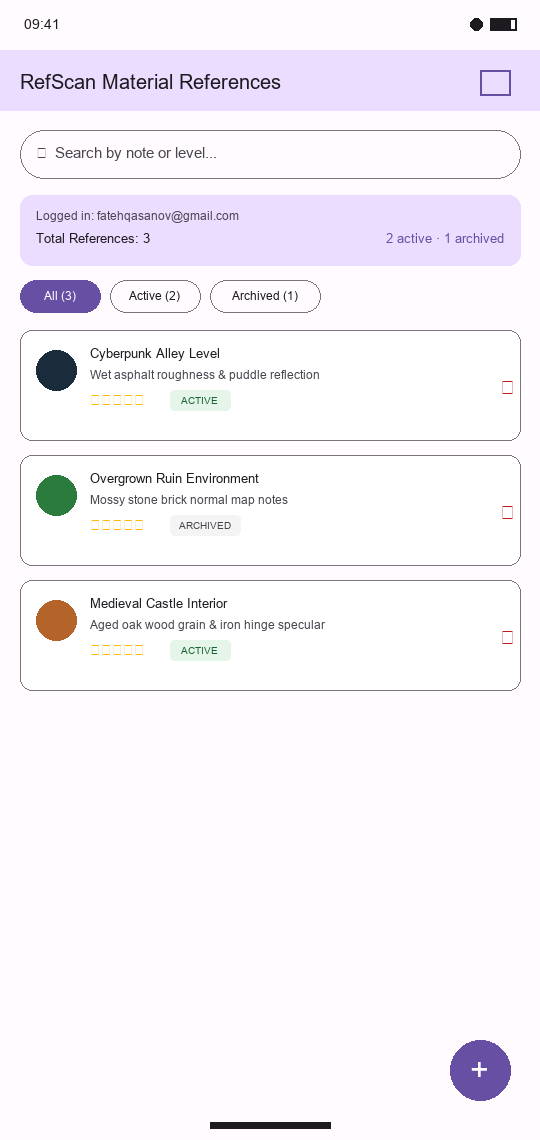 09:41
RefScan Material References
Search by note or level...
Logged in: fatehqasanov@gmail.com
Total References: 3
2 active · 1 archived
All (3)
Active (2)
Archived (1)
Cyberpunk Alley Level
Wet asphalt roughness & puddle reflection
ACTIVE
Overgrown Ruin Environment
Mossy stone brick normal map notes
ARCHIVED
Medieval Castle Interior
Aged oak wood grain & iron hinge specular
ACTIVE
+